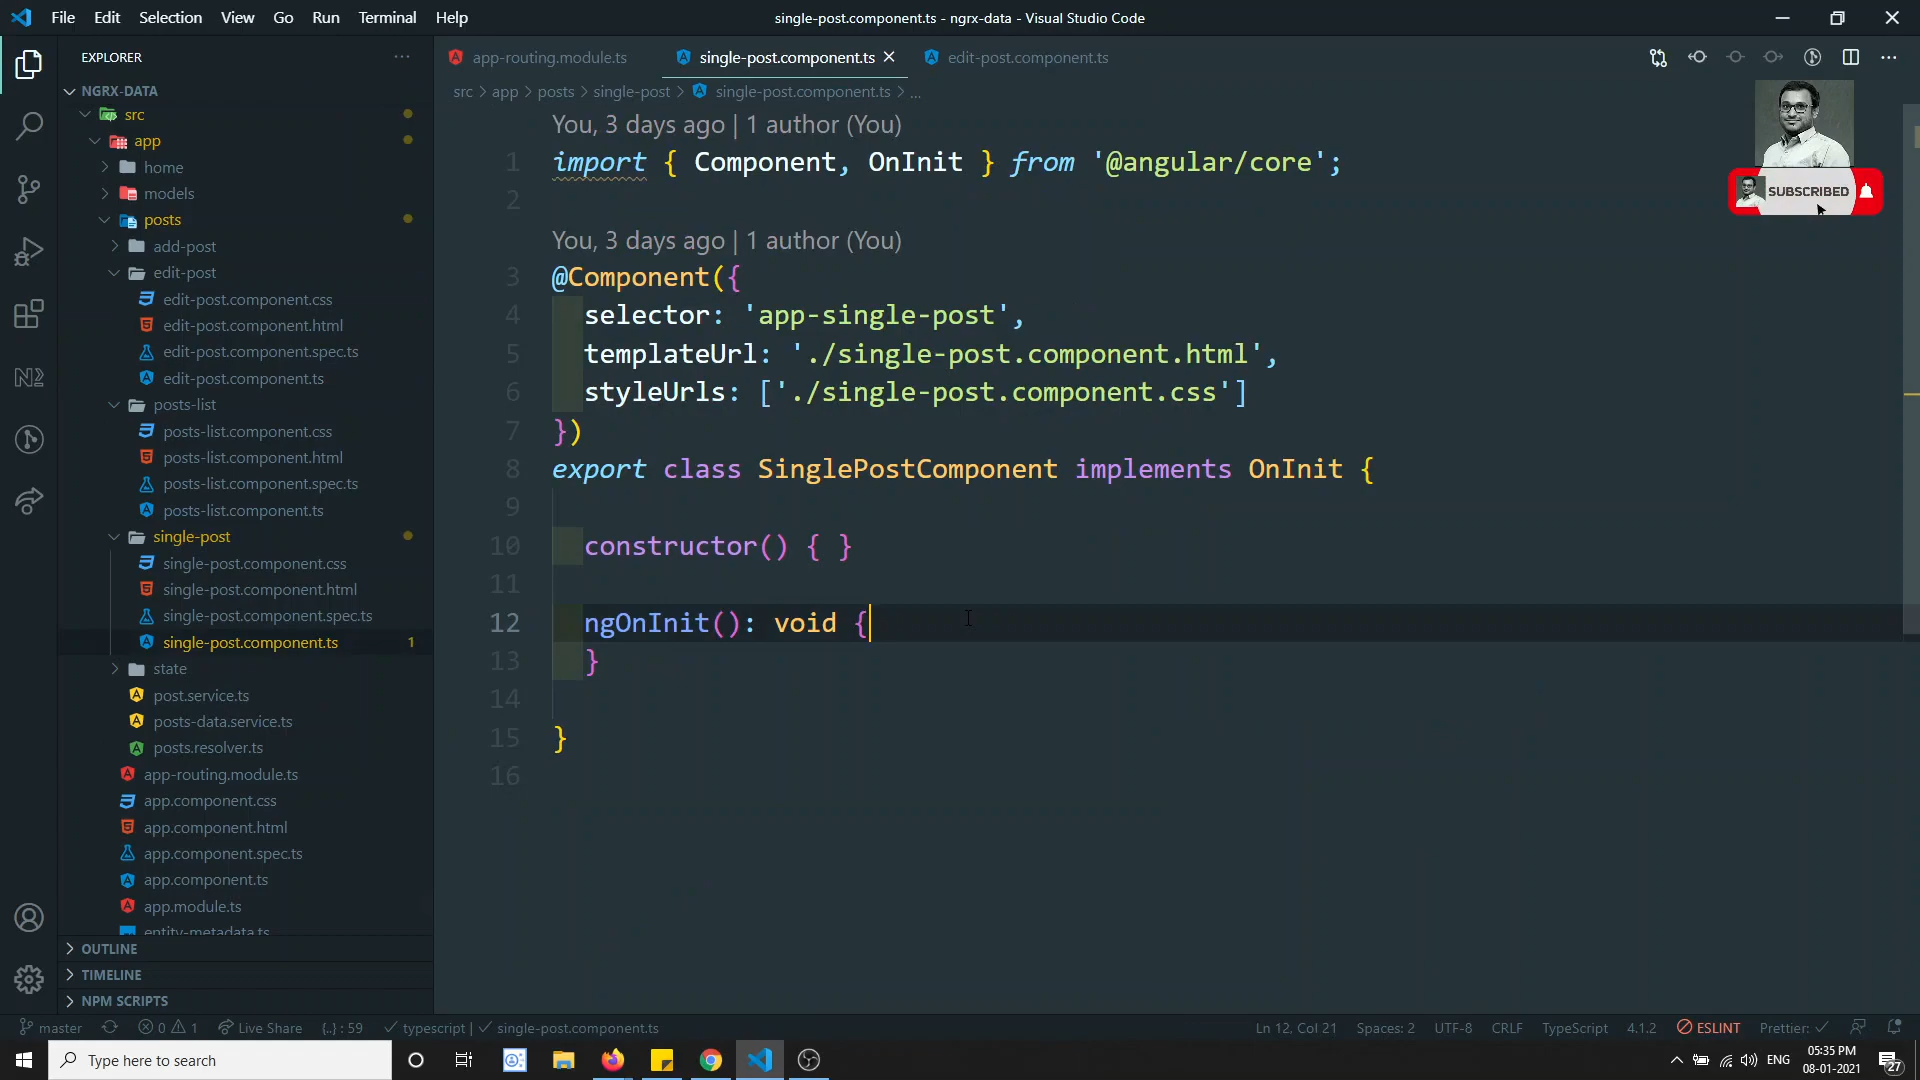 File Edit Selection View Go Run Terminal Help
single-post.component.ts - ngrx-data - Visual Studio Code
EXPLORER
NGRX-DATA
src
app
home
models
posts
add-post
edit-post
edit-post.component.css
edit-post.component.html
edit-post.component.spec.ts
edit-post.component.ts
posts-list
posts-list.component.css
posts-list.component.html
posts-list.component.spec.ts
posts-list.component.ts
single-post
single-post.component.css
single-post.component.html
single-post.component.spec.ts
single-post.component.ts 1
state
post.service.ts
posts-data.service.ts
posts.resolver.ts
app-routing.module.ts
app.component.css
app.component.html
app.component.spec.ts
app.component.ts
app.module.ts
entity-metadata.ts
OUTLINE
TIMELINE
NPM SCRIPTS
app-routing.module.ts single-post.component.ts edit-post.component.ts
src > app > posts > single-post > single-post.component.ts > ...
SUBSCRIBED
You, 3 days ago | 1 author (You)
1 import { Component, OnInit } from '@angular/core';
2
You, 3 days ago | 1 author (You)
3 @Component({
4 selector: 'app-single-post',
5 templateUrl: './single-post.component.html',
6 styleUrls: ['./single-post.component.css']
7 })
8 export class SinglePostComponent implements OnInit {
9
10 constructor() { }
11
12 ngOnInit(): void {
13 }
14
15 }
16
master 0 1 Live Share {..} : 59 typescript | single-post.component.ts
Ln 12, Col 21 Spaces: 2 UTF-8 CRLF TypeScript 4.1.2 ESLINT Prettier:
Type here to search
ENG
05:35 PM
08-01-2021
27